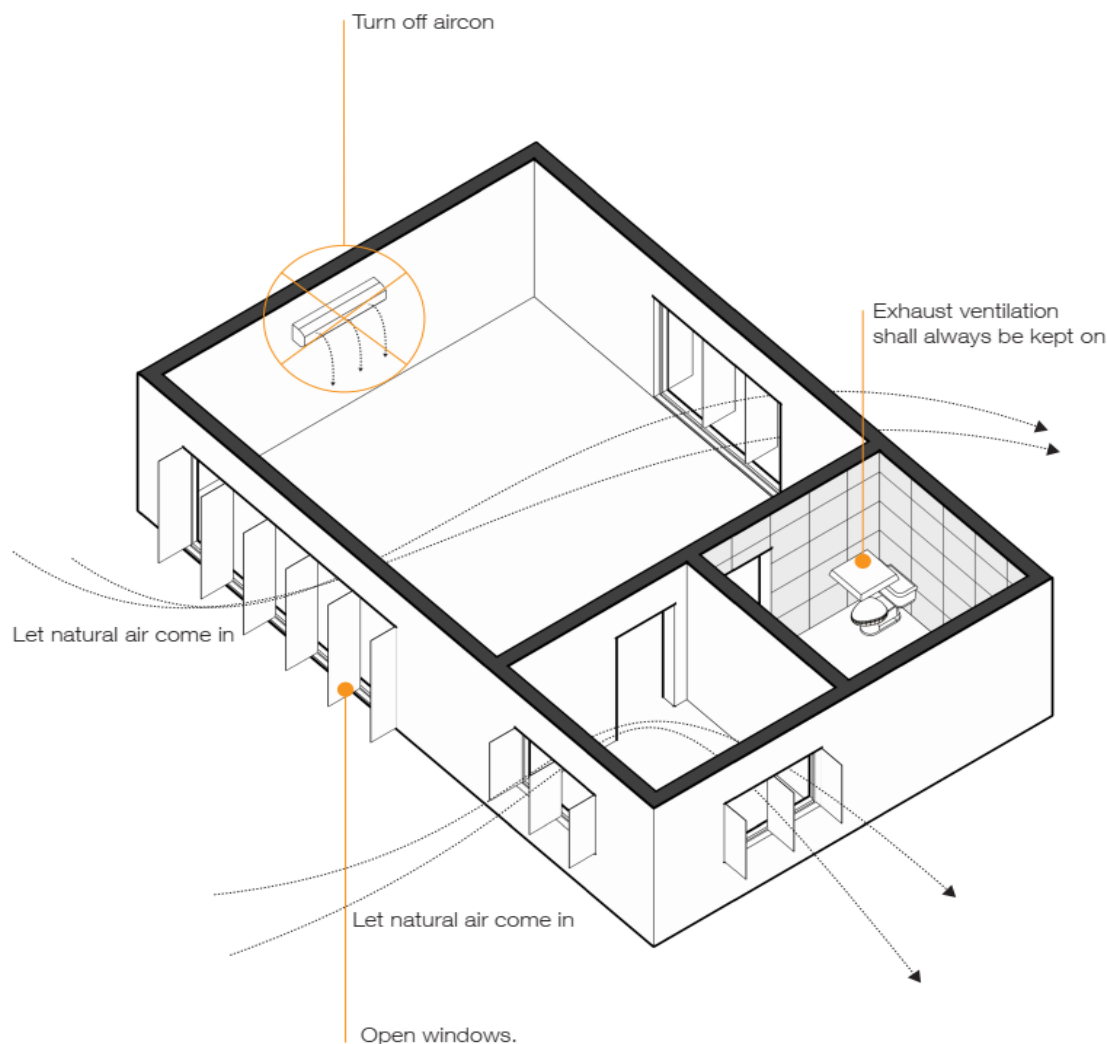 Turn off aircon
Exhaust ventilation
shall always be kept on
Let natural air come in
Let natural air come in
Open windows.